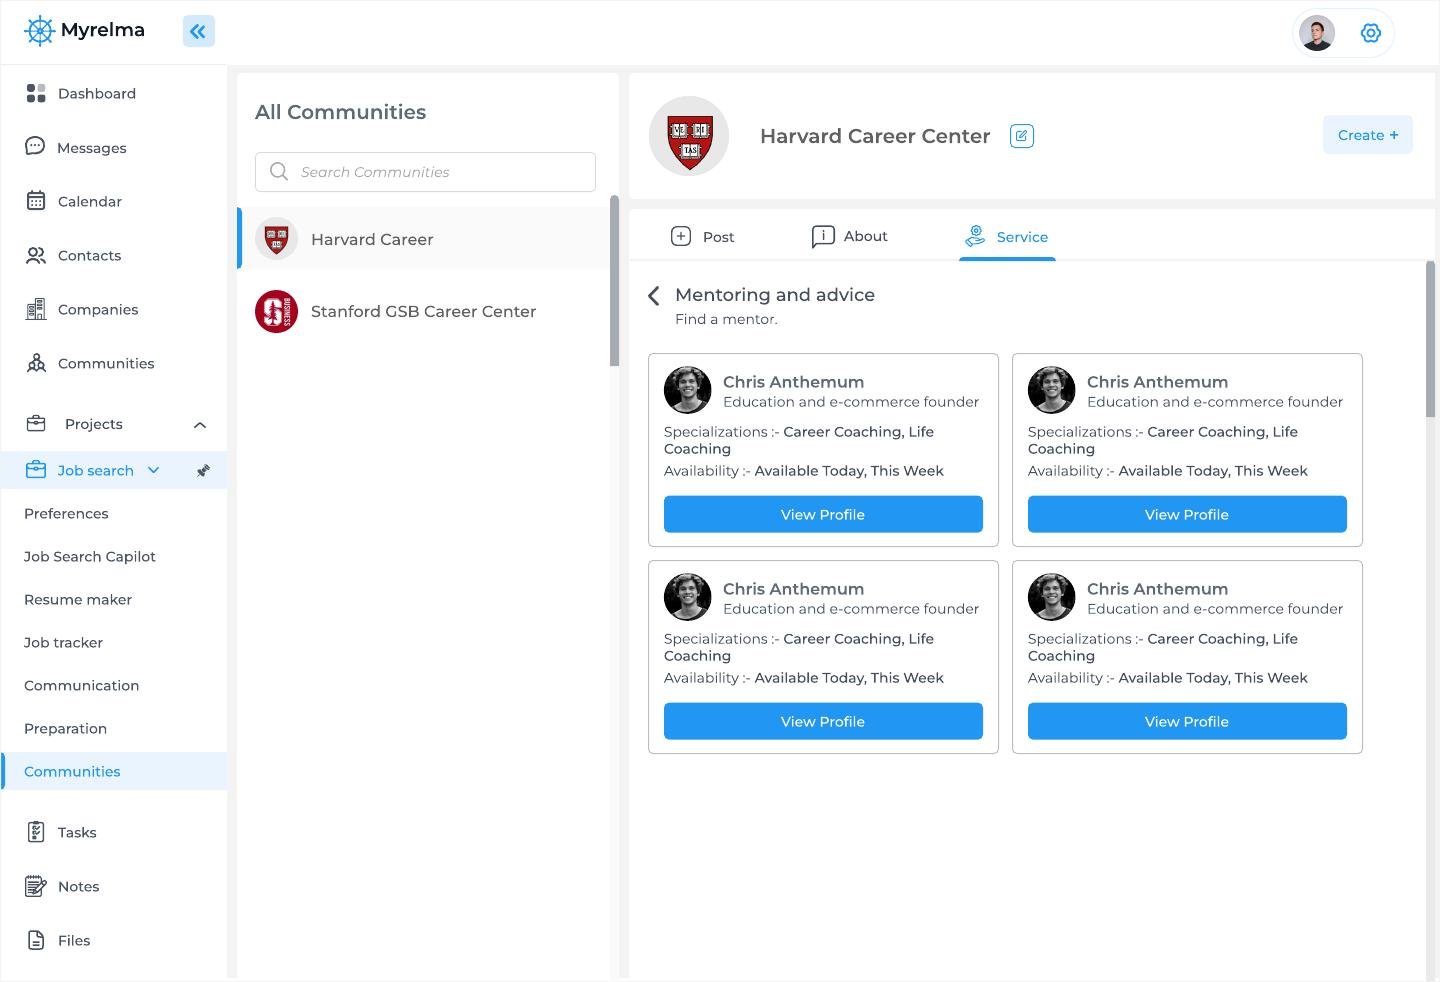 Myrelma
Dashboard
Messages
Calendar
Contacts
Companies
Communities
Projects
Job search
Preferences
Job Search Capilot
Resume maker
Job tracker
Communication
Preparation
Communities
Tasks
Notes
Files
All Communities
Search Communities
Harvard Career
BUSINESS
Stanford GSB Career Center
VE RI
TAS
Harvard Career Center
Create +
Post
About
Service
Mentoring and advice
Find a mentor.
Chris Anthemum
Education and e-commerce founder
Specializations :- Career Coaching, Life
Coaching
Availability :- Available Today, This Week
View Profile
Chris Anthemum
Education and e-commerce founder
Specializations :- Career Coaching, Life
Coaching
Availability :- Available Today, This Week
View Profile
Chris Anthemum
Education and e-commerce founder
Specializations :- Career Coaching, Life
Coaching
Availability :- Available Today, This Week
View Profile
Chris Anthemum
Education and e-commerce founder
Specializations :- Career Coaching, Life
Coaching
Availability :- Available Today, This Week
View Profile